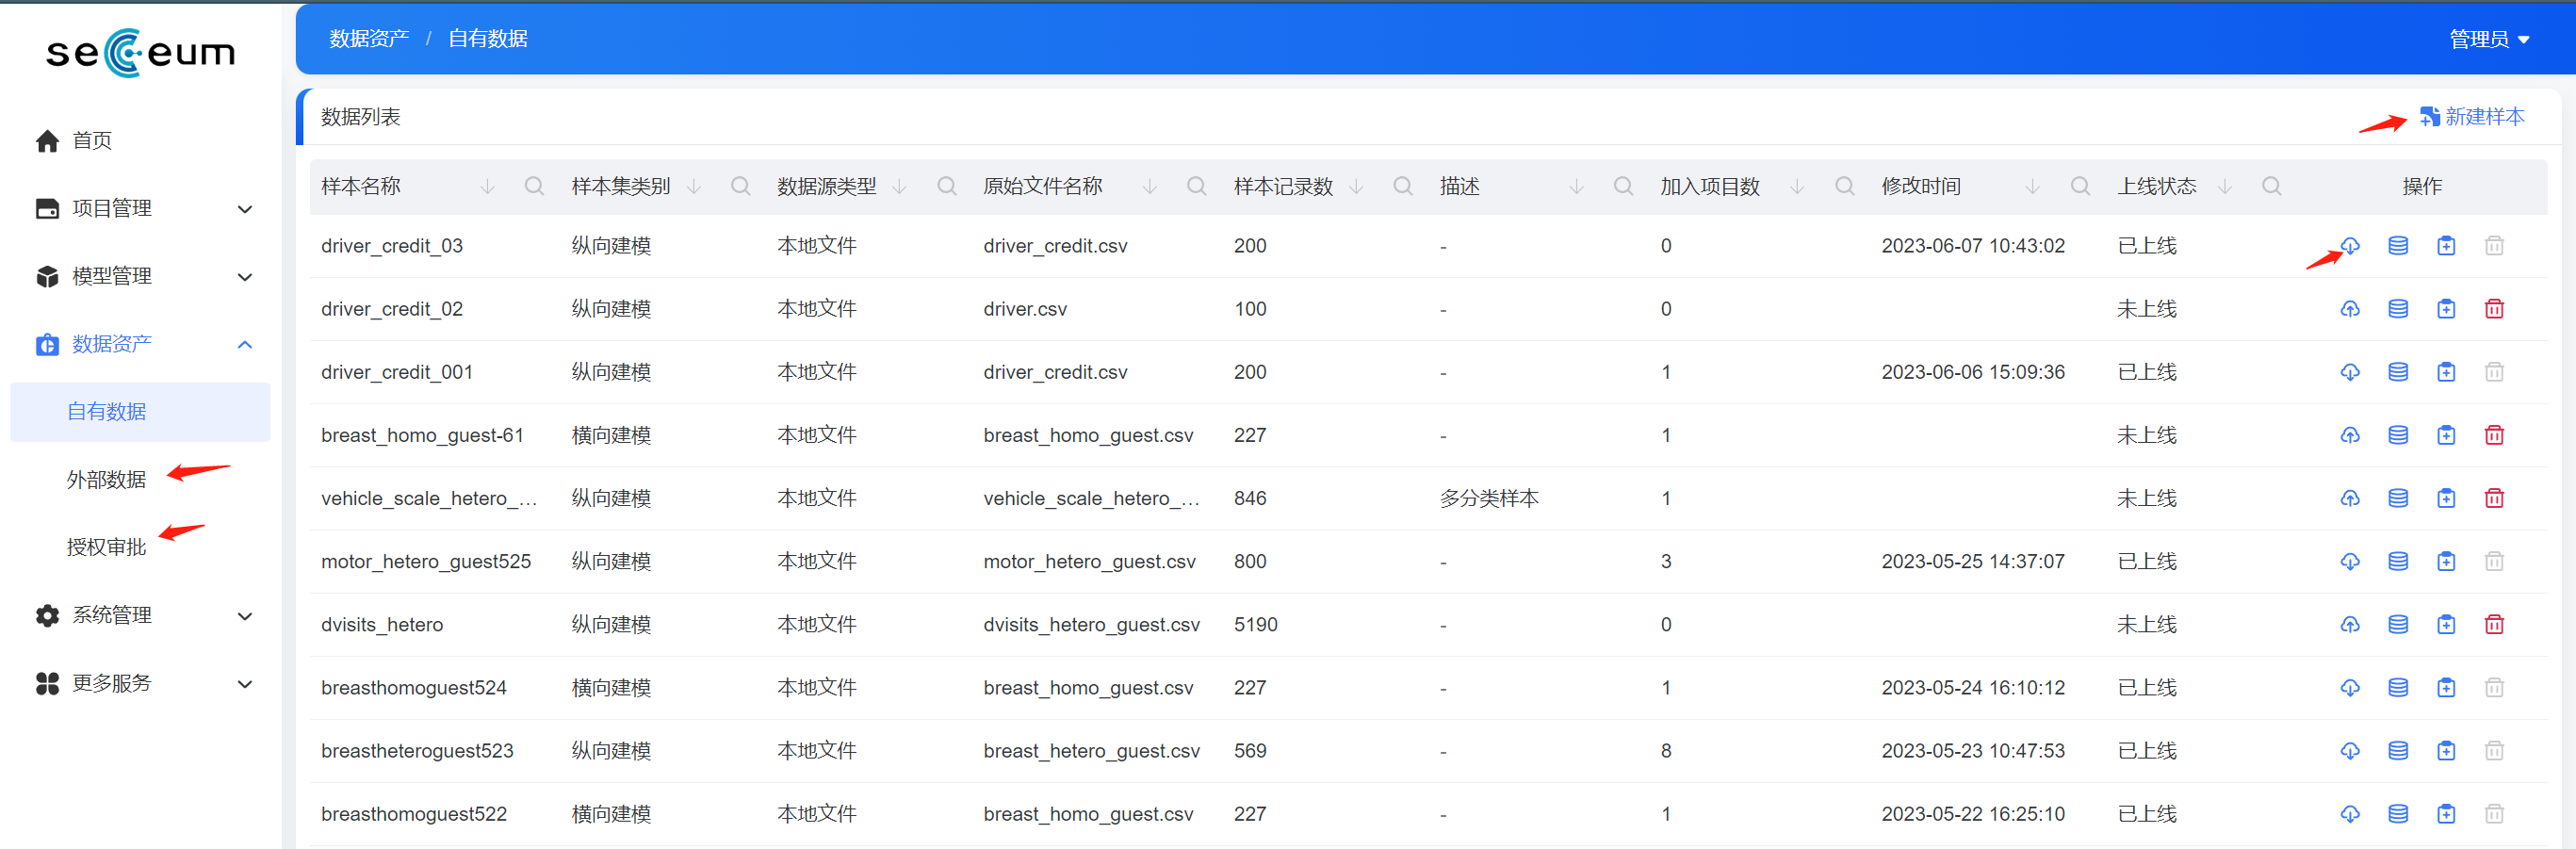 secceum
首页
项目管理
模型管理
数据资产
自有数据
外部数据
授权审批
系统管理
更多服务
数据资产 / 自有数据
管理员
数据列表
新建样本
样本名称 样本集类别 数据源类型 原始文件名称 样本记录数 描述 加入项目数 修改时间 上线状态 操作
driver_credit_03 纵向建模 本地文件 driver_credit.csv 200 - 0 2023-06-07 10:43:02 已上线
driver_credit_02 纵向建模 本地文件 driver.csv 100 - 0 未上线
driver_credit_001 纵向建模 本地文件 driver_credit.csv 200 - 1 2023-06-06 15:09:36 已上线
breast_homo_guest-61 横向建模 本地文件 breast_homo_guest.csv 227 - 1 未上线
vehicle_scale_hetero_... 纵向建模 本地文件 vehicle_scale_hetero_... 846 多分类样本 1 未上线
motor_hetero_guest525 纵向建模 本地文件 motor_hetero_guest.csv 800 - 3 2023-05-25 14:37:07 已上线
dvisits_hetero 纵向建模 本地文件 dvisits_hetero_guest.csv 5190 - 0 未上线
breasthomoguest524 横向建模 本地文件 breast_homo_guest.csv 227 - 1 2023-05-24 16:10:12 已上线
breastheteroguest523 纵向建模 本地文件 breast_hetero_guest.csv 569 - 8 2023-05-23 10:47:53 已上线
breasthomoguest522 横向建模 本地文件 breast_homo_guest.csv 227 - 1 2023-05-22 16:25:10 已上线